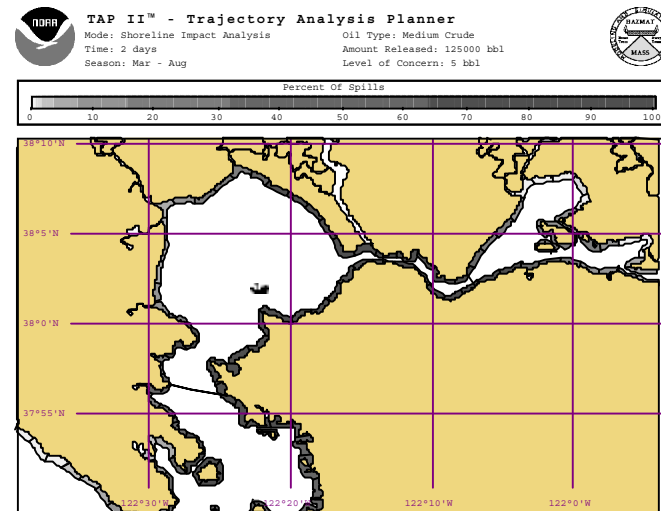 NOAA
TAP II™ - Trajectory Analysis Planner
Mode: Shoreline Impact Analysis
Oil Type: Medium Crude
Time: 2 days
Amount Released: 125000 bbl
Season: Mar - Aug
Level of Concern: 5 bbl
HAZMAT
MASS
Percent Of Spills
0 10 20 30 40 50 60 70 80 90 100
38°10'N
38°5'N
38°0'N
37°55'N
122°30'W 122°20'W 122°10'W 122°0'W